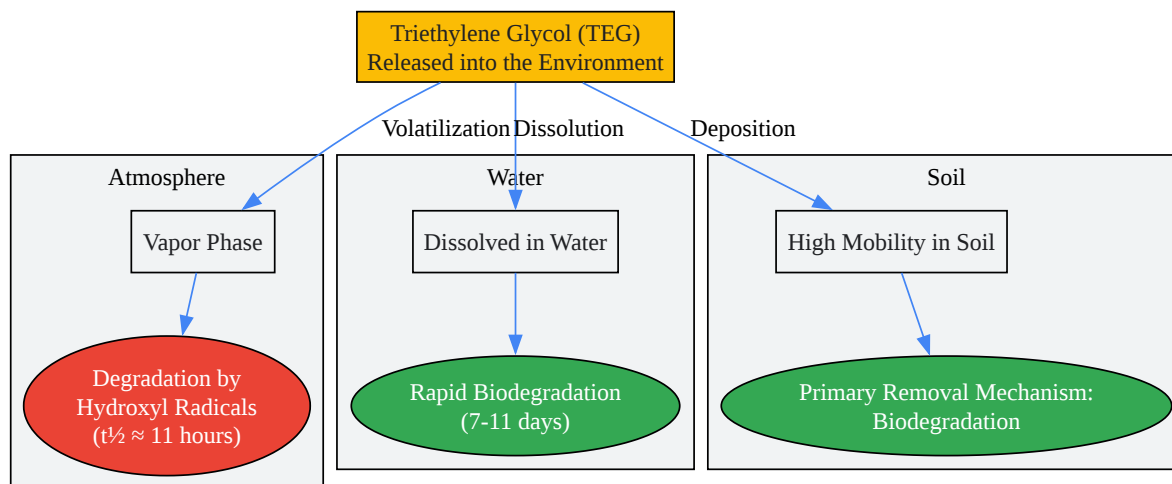 Triethylene Glycol (TEG)
Released into the Environment
Volatilization
Dissolution
Deposition
Atmosphere
Water
Soil
Vapor Phase
Dissolved in Water
High Mobility in Soil
Degradation by
Hydroxyl Radicals
(t½ ≈ 11 hours)
Rapid Biodegradation
(7-11 days)
Primary Removal Mechanism:
Biodegradation